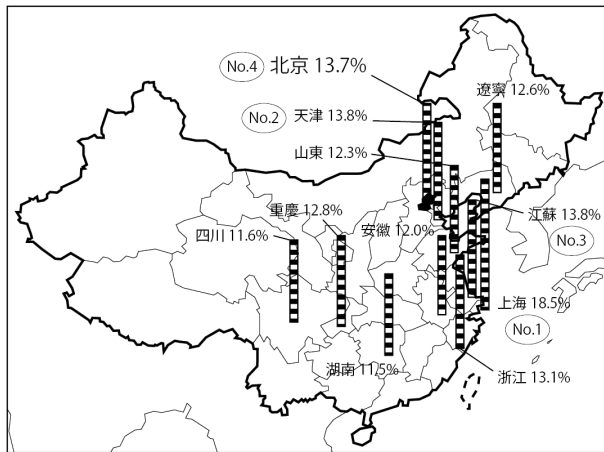 No.4 北京 13.7%
遼寧 12.6%
No.2 天津 13.8%
山東 12.3%
重慶 12.8%
安徽 12.0%
江蘇 13.8%
四川 11.6%
No.3
上海 18.5%
No.1
湖南 11.5%
浙江 13.1%